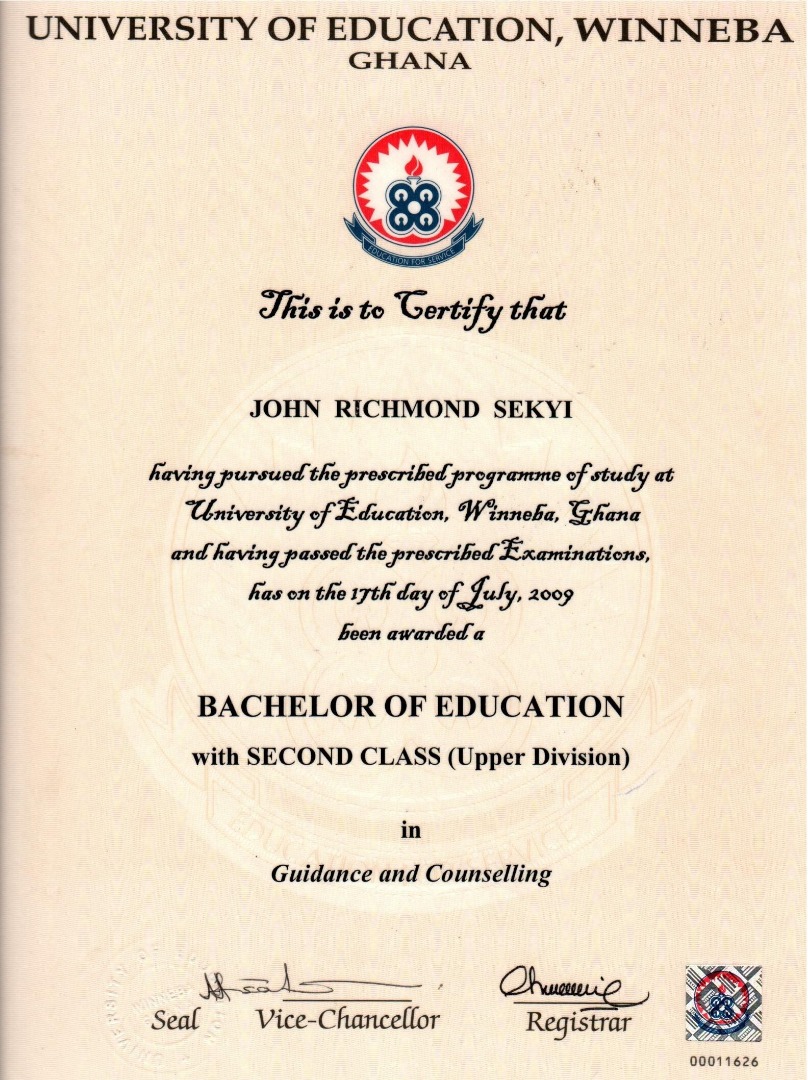 UNIVERSITY OF EDUCATION, WINNEBA
GHANA
EDUCATION FOR SERVICE
This is to Certify that
JOHN RICHMOND SEKYI
having pursued the prescribed programme of study at
University of Education, Winneba, Ghana
and having passed the prescribed Examinations,
has on the 17th day of July, 2009
been awarded a
BACHELOR OF EDUCATION
with SECOND CLASS (Upper Division)
in
Guidance and Counselling
Seal Vice-Chancellor Registrar
00011626